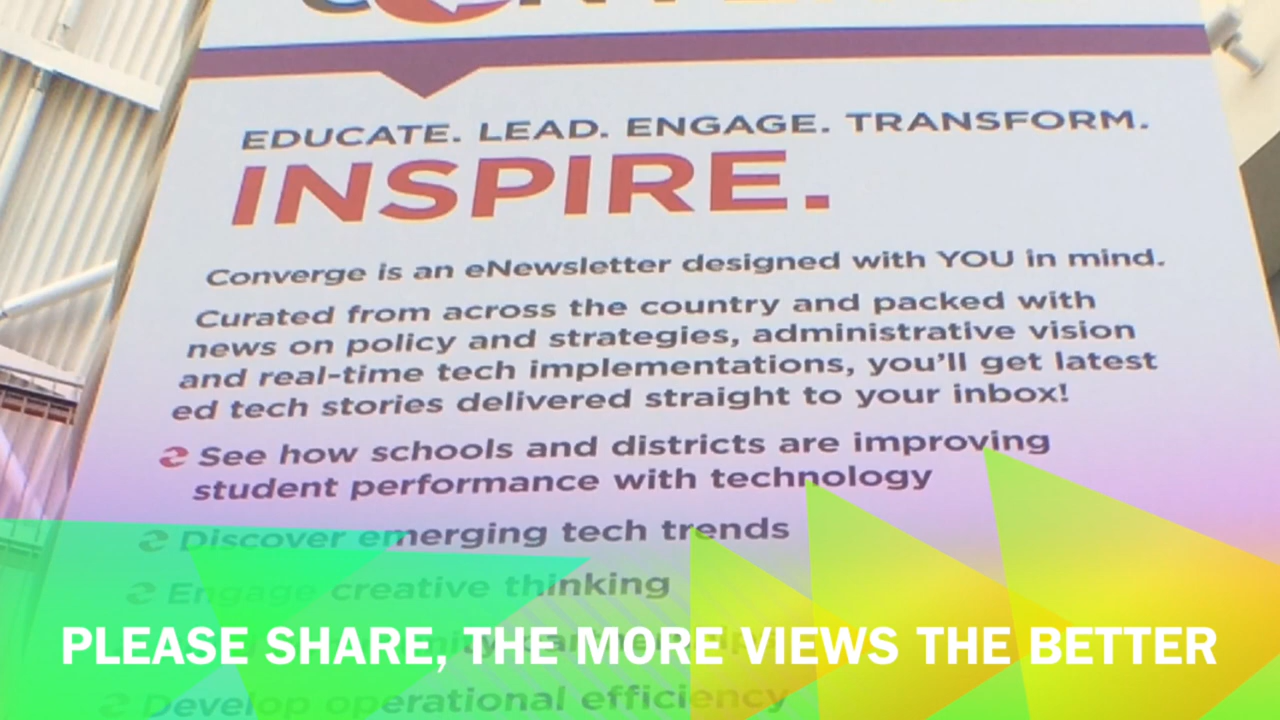 EDUCATE. LEAD. ENGAGE. TRANSFORM.
INSPIRE.
Converge is an eNewsletter designed with YOU in mind.
Curated from across the country and packed with
news on policy and strategies, administrative vision
and real-time tech implementations, you'll get latest
ed tech stories delivered straight to your inbox!
See how schools and districts are improving
student performance with technology
Discover emerging tech trends
Engage creative thinking
PLEASE SHARE, THE MORE VIEWS THE BETTER
Develop operational efficiency